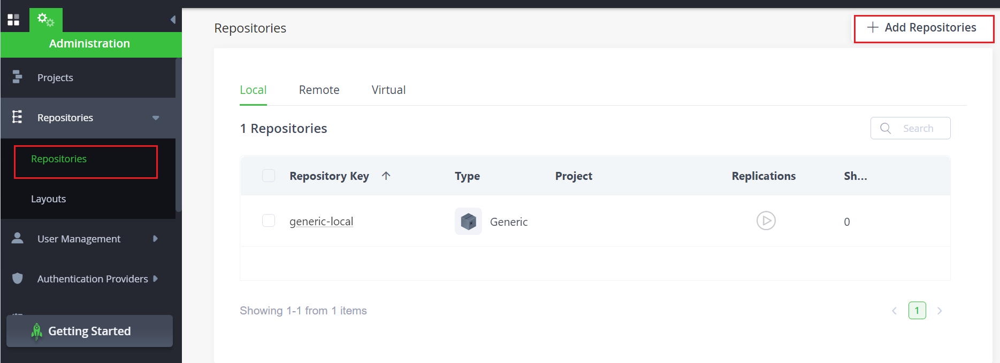 Administration
Projects
Repositories
Repositories
Layouts
User Management
Authentication Providers
Getting Started
Repositories
Add Repositories
Local Remote Virtual
1 Repositories
Search
Repository Key Type Project Replications Sh...
generic-local Generic 0
Showing 1-1 from 1 items
1